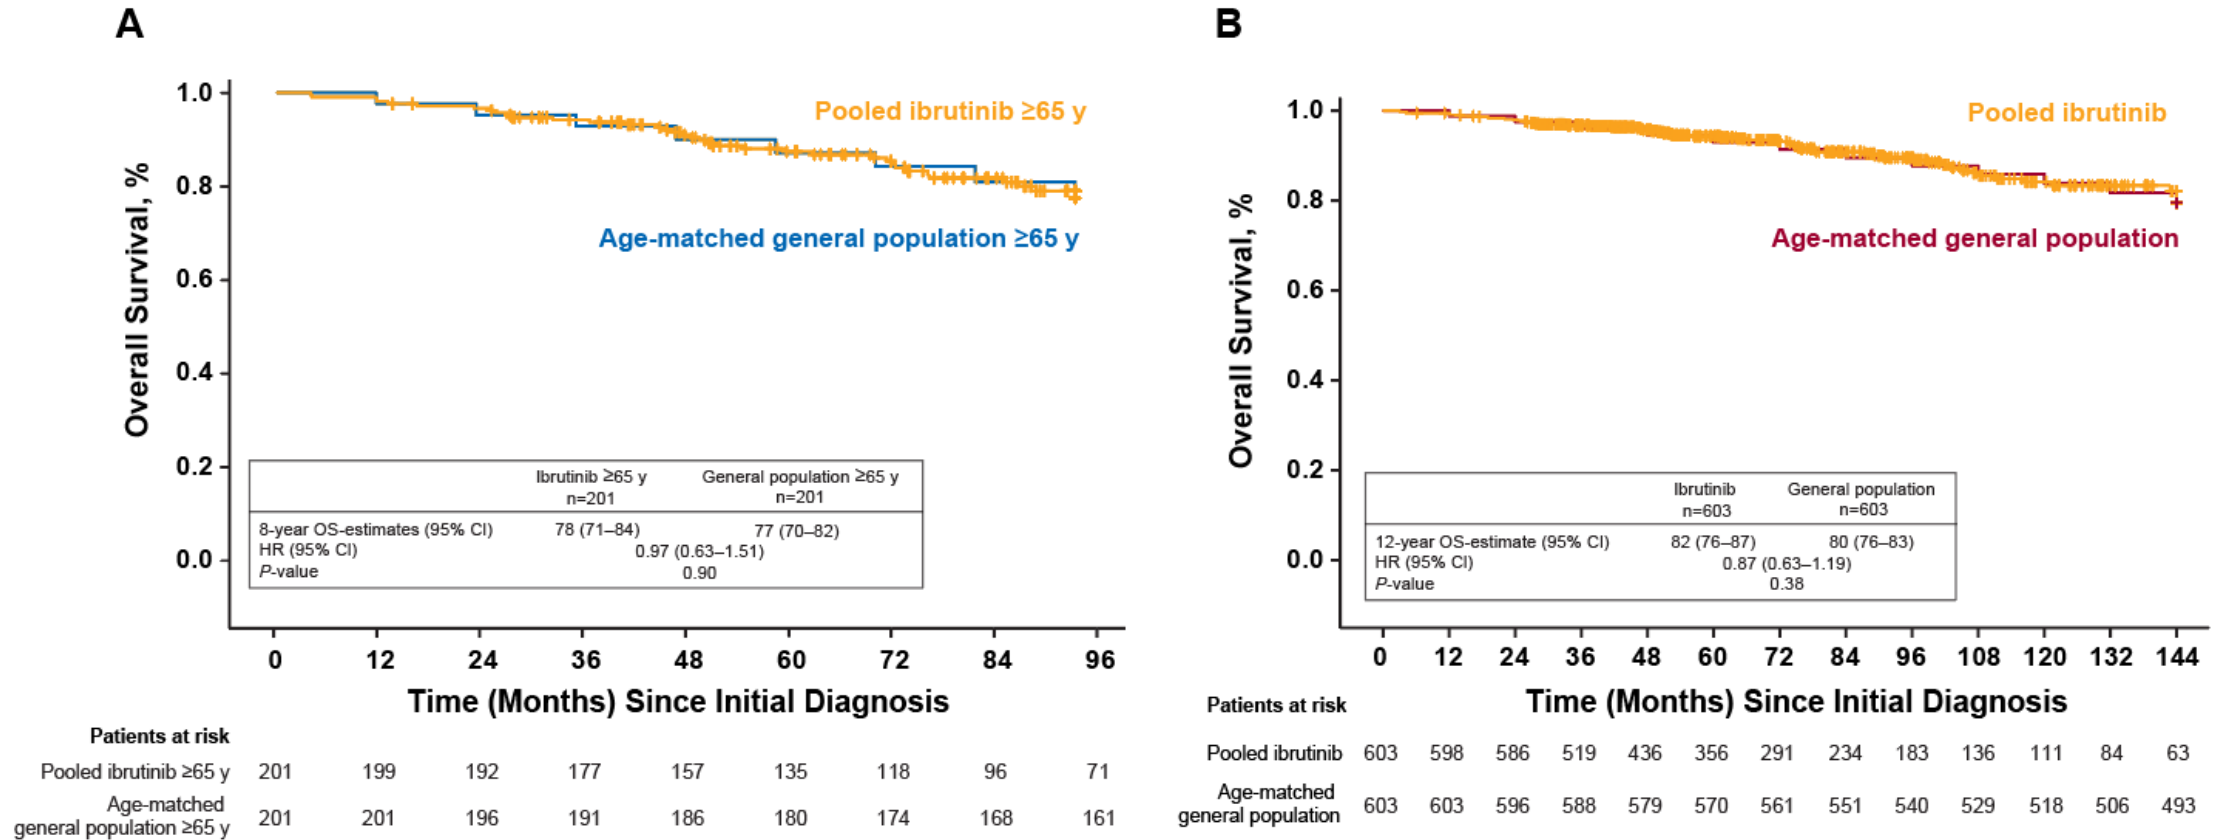 A
1.0
0.8
0.6
0.4
0.2
0.0
Overall Survival, %
Pooled ibrutinib ≥65 y
Age-matched general population ≥65 y
Ibrutinib ≥65 y General population ≥65 y
n=201 n=201
8-year OS-estimates (95% CI) 78 (71–84) 77 (70–82)
HR (95% CI) 0.97 (0.63–1.51)
P-value 0.90
0 12 24 36 48 60 72 84 96
Time (Months) Since Initial Diagnosis
Patients at risk
Pooled ibrutinib ≥65 y 201 199 192 177 157 135 118 96 71
Age-matched
general population ≥65 y 201 201 196 191 186 180 174 168 161
B
1.0
0.8
0.6
0.4
0.2
0.0
Overall Survival, %
Pooled ibrutinib
Age-matched general population
Ibrutinib General population
n=603 n=603
12-year OS-estimate (95% CI) 82 (76–87) 80 (76–83)
HR (95% CI) 0.87 (0.63–1.19)
P-value 0.38
0 12 24 36 48 60 72 84 96 108 120 132 144
Time (Months) Since Initial Diagnosis
Patients at risk
Pooled ibrutinib 603 598 586 519 436 356 291 234 183 136 111 84 63
Age-matched
general population 603 603 596 588 579 570 561 551 540 529 518 506 493